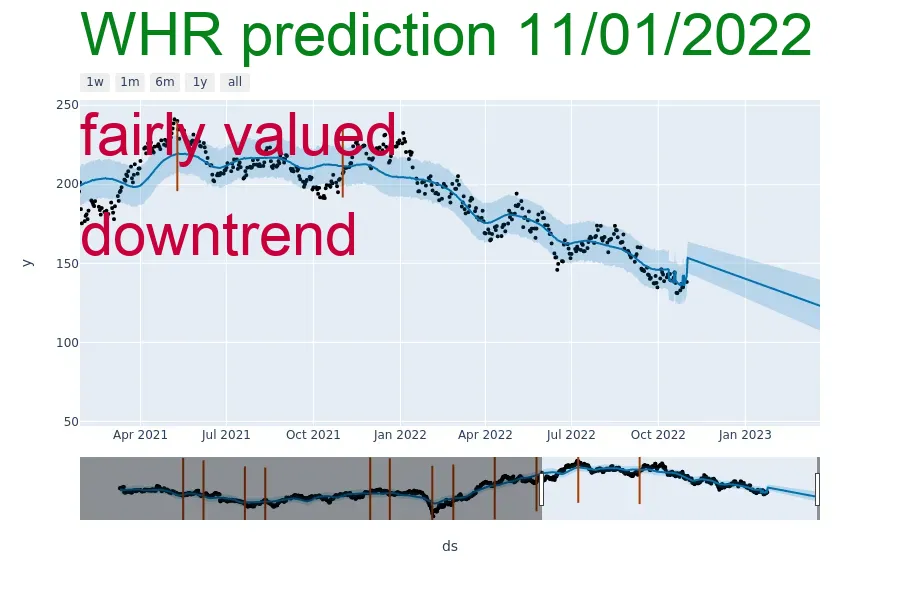 WHR prediction 11/01/2022
1w 1m 6m 1y all
250
fairly valued
200
downtrend
150
y
100
50
Apr 2021 Jul 2021 Oct 2021 Jan 2022 Apr 2022 Jul 2022 Oct 2022 Jan 2023
ds